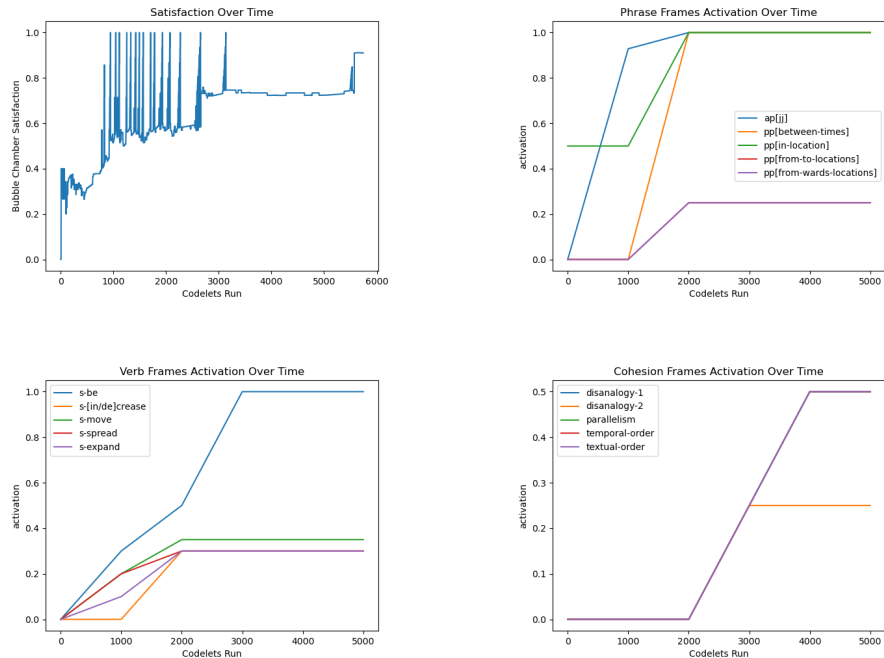 Satisfaction Over Time
Bubble Chamber Satisfaction
1.0
0.8
0.6
0.4
0.2
0.0
0 1000 2000 3000 4000 5000 6000
Codelets Run
Phrase Frames Activation Over Time
activation
1.0
0.8
0.6
0.4
0.2
0.0
ap[jj]
pp[between-times]
pp[in-location]
pp[from-to-locations]
pp[from-wards-locations]
0 1000 2000 3000 4000 5000
Codelets Run
Verb Frames Activation Over Time
activation
1.0
0.8
0.6
0.4
0.2
0.0
s-be
s-[in/de]crease
s-move
s-spread
s-expand
0 1000 2000 3000 4000 5000
Codelets Run
Cohesion Frames Activation Over Time
activation
0.5
0.4
0.3
0.2
0.1
0.0
disanalogy-1
disanalogy-2
parallelism
temporal-order
textual-order
0 1000 2000 3000 4000 5000
Codelets Run